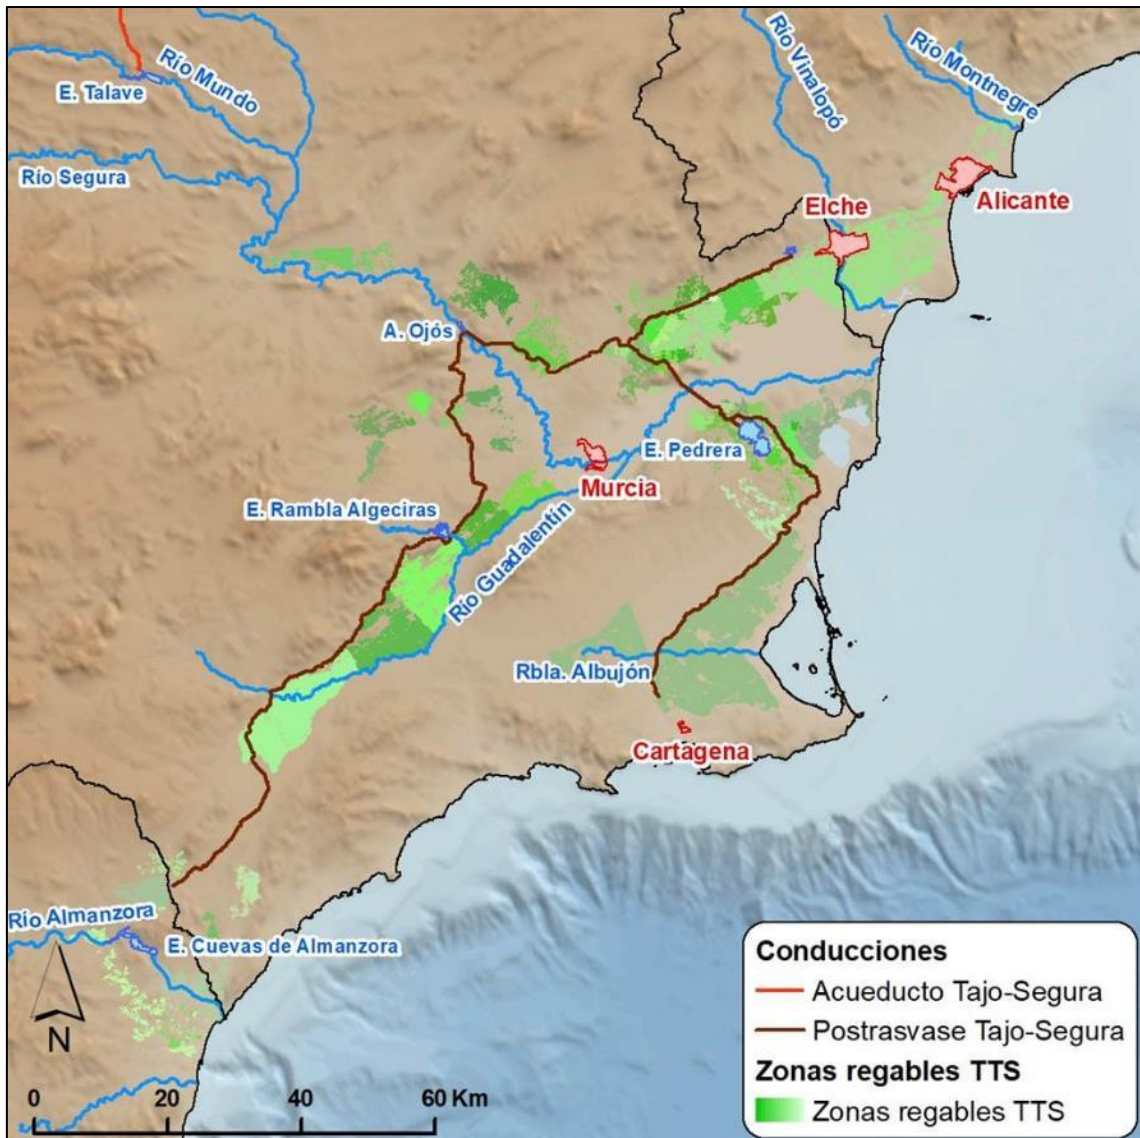 Río Mundo
E. Talave
Río Segura
Río Vinalopó
Río Montnegre
Alicante
Elche
A. Ojós
E. Pedrera
Murcia
E. Rambla Algeciras
Río Guadalentín
Rbla. Albujón
Cartagena
Río Almanzora
E. Cuevas de Almanzora
N
0 20 40 60 Km
Conducciones
Acueducto Tajo-Segura
Postrasvase Tajo-Segura
Zonas regables TTS
Zonas regables TTS